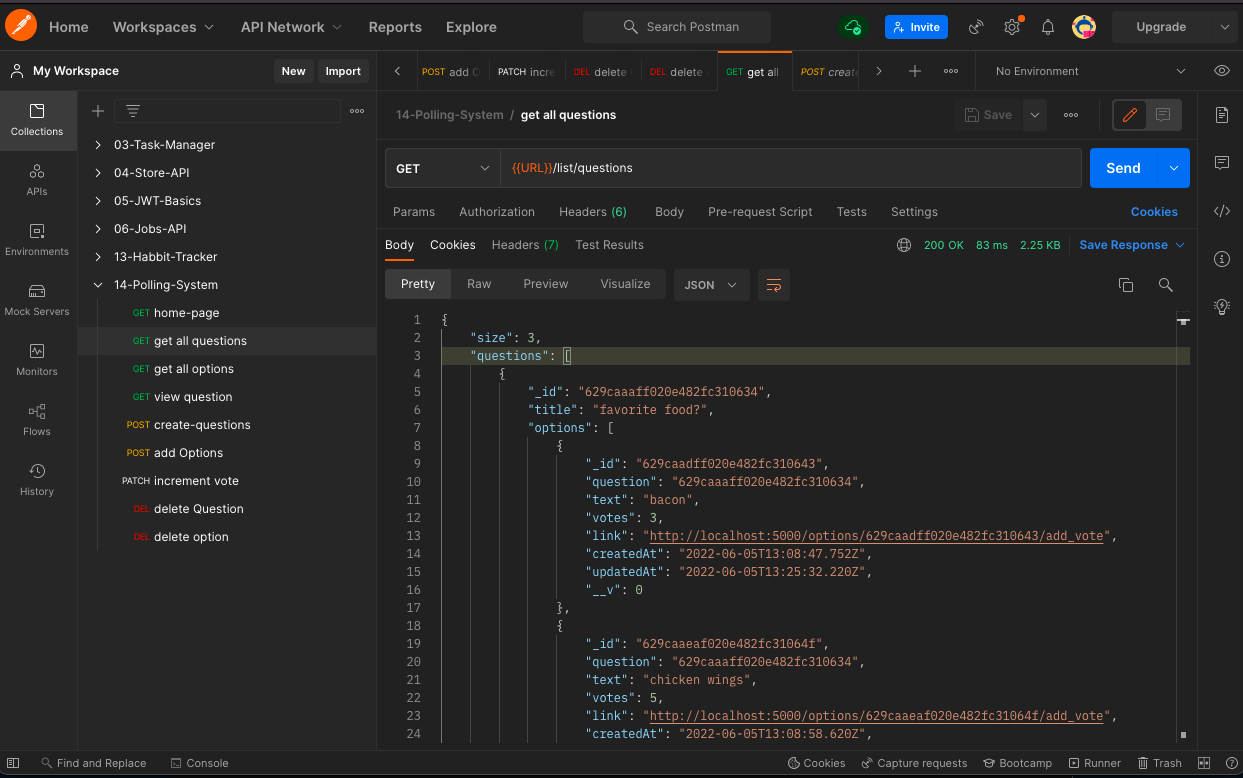 Home Workspaces API Network Reports Explore Search Postman Invite Upgrade
My Workspace New Import POST add PATCH incre DEL delete DEL delete GET get all POST create No Environment
Collections
APIs
Environments
Mock Servers
Monitors
Flows
History
03-Task-Manager
04-Store-API
05-JWT-Basics
06-Jobs-API
13-Habbit-Tracker
14-Polling-System
GET home-page
GET get all questions
GET get all options
GET view question
POST create-questions
POST add Options
PATCH increment vote
DEL delete Question
DEL delete option
14-Polling-System / get all questions Save
GET {{URL}}/list/questions Send
Params Authorization Headers (6) Body Pre-request Script Tests Settings Cookies
Body Cookies Headers (7) Test Results 200 OK 83 ms 2.25 KB Save Response
Pretty Raw Preview Visualize JSON
1 {
2 "size": 3,
3 "questions": [
4 {
5 "_id": "629caaaff020e482fc310634",
6 "title": "favorite food?",
7 "options": [
8 {
9 "_id": "629caadff020e482fc310643",
10 "question": "629caaaff020e482fc310634",
11 "text": "bacon",
12 "votes": 3,
13 "link": "http://localhost:5000/options/629caadff020e482fc310643/add_vote",
14 "createdAt": "2022-06-05T13:08:47.752Z",
15 "updatedAt": "2022-06-05T13:25:32.220Z",
16 "__v": 0
17 },
18 {
19 "_id": "629caaeaf020e482fc31064f",
20 "question": "629caaaff020e482fc310634",
21 "text": "chicken wings",
22 "votes": 5,
23 "link": "http://localhost:5000/options/629caaeaf020e482fc31064f/add_vote",
24 "createdAt": "2022-06-05T13:08:58.620Z",
Find and Replace Console Cookies Capture requests Bootcamp Runner Trash